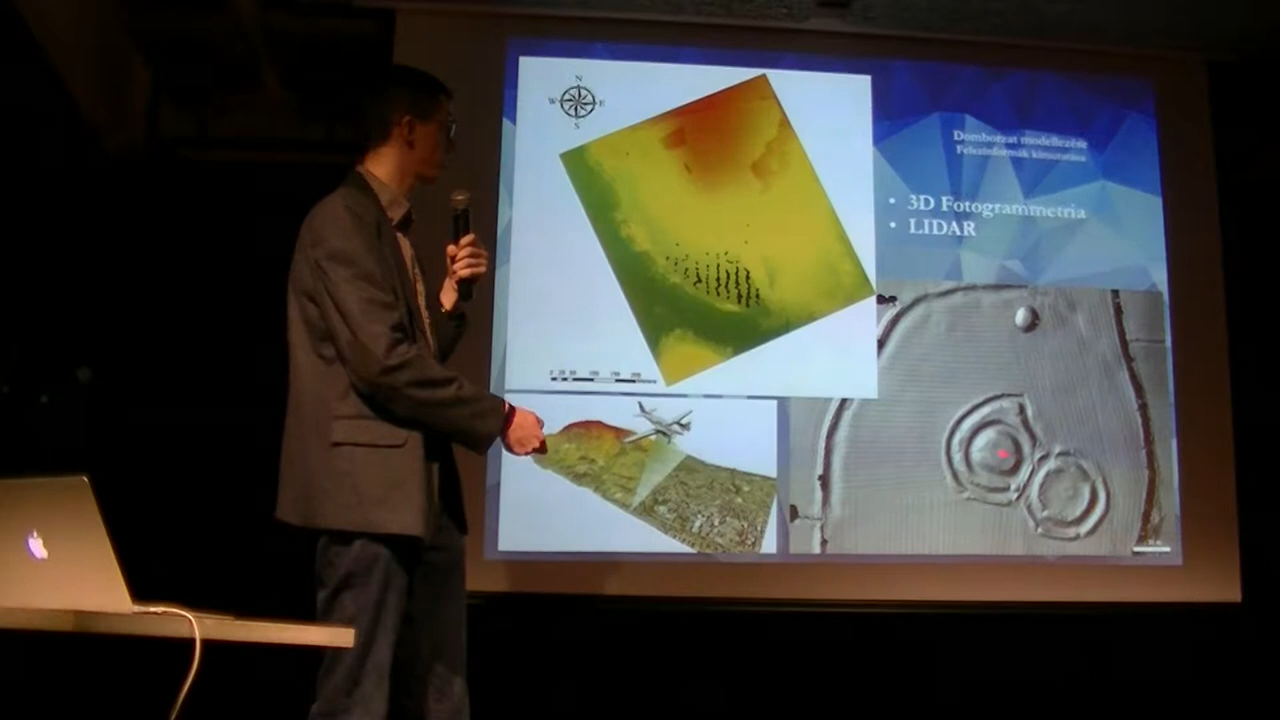 N
W E
S
Domborzat modellezése
Felszínformák kimutatása
• 3D Fotogrammetria
• LIDAR